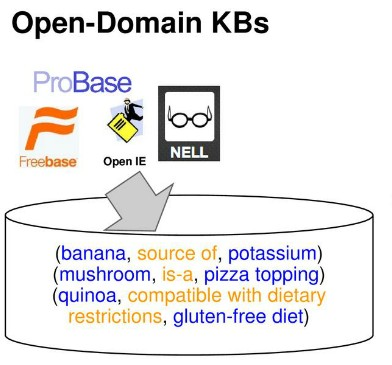 Open-Domain KBs
ProBase
Freebase
Open IE
NELL
(banana, source of, potassium)
(mushroom, is-a, pizza topping)
(quinoa, compatible with dietary
restrictions, gluten-free diet)